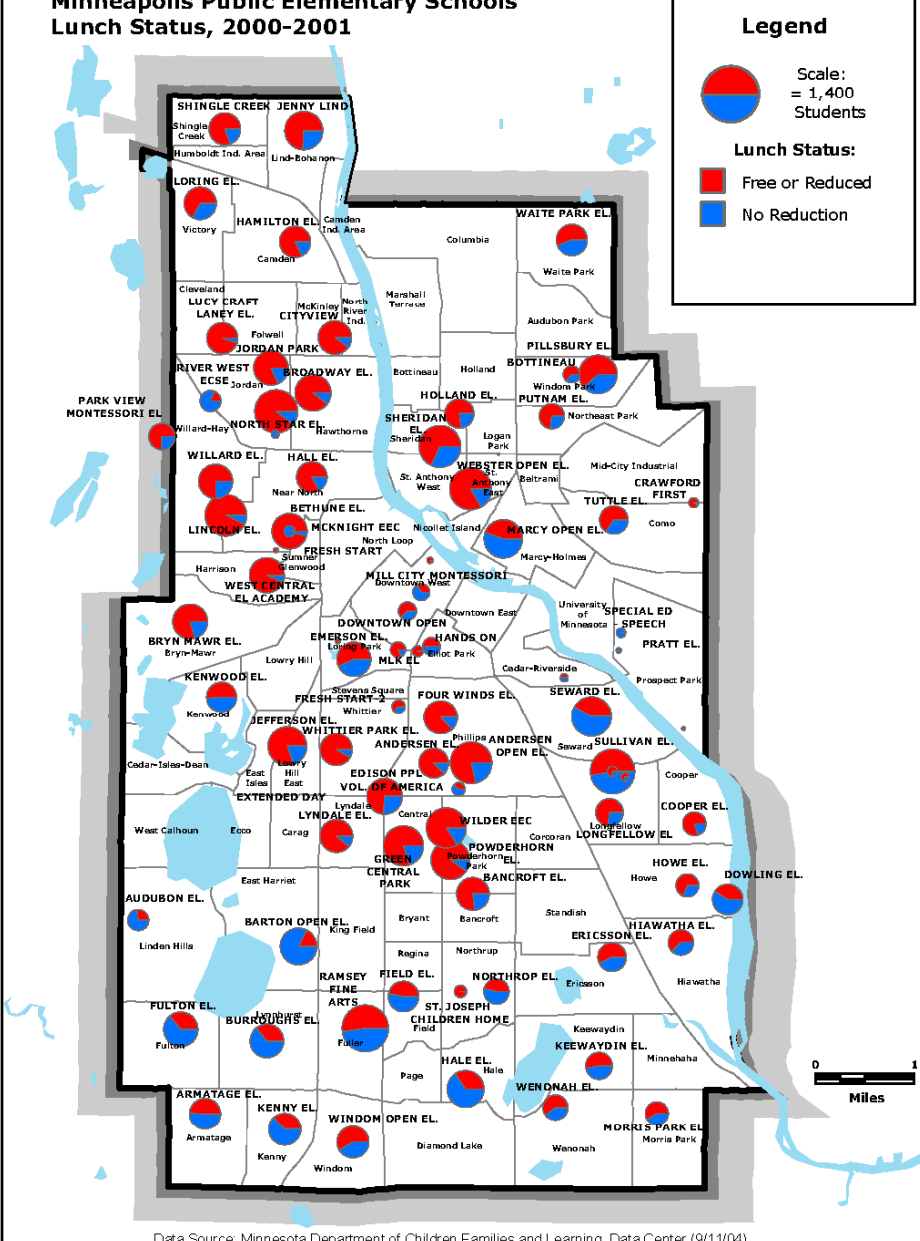 Minneapolis Public Elementary Schools
Lunch Status, 2000-2001
Legend
Scale:
= 1,400
Students
Lunch Status:
Free or Reduced
No Reduction
SHINGLE CREEK
JENNY LIND
Shingle
Creek
Humboldt Ind. Area
Lind-Bohanon
LORING EL.
Victory
HAMILTON EL.
Camden
Camden
Ind. Area
Columbia
WAITE PARK EL.
Waite Park
Cleveland
LUCY CRAFT
LANEY EL.
Folwell
McKinley
CITYVIEW
North
River
Ind.
Marshall
Terrace
Audubon Park
JORDAN PARK
PILLSBURY EL.
RIVER WEST
ECSE
Jordan
BROADWAY EL.
Bottineau
Holland
BOTTINEAU
Windom Park
PUTNAM EL.
Northeast Park
PARK VIEW
MONTESSORI EL
Willard-Hay
NORTH STAR EL.
Hawthorne
HOLLAND EL.
SHERIDAN
EL.
Sheridan
Logan
Park
WILLARD EL.
HALL EL.
Near North
St. Anthony
West
WEBSTER OPEN EL.
St.
Anthony
East
Beltrami
Mid-City Industrial
CRAWFORD
FIRST
TUTTLE EL.
Como
LINCOLN EL.
BETHUNE EL.
MCKNIGHT EEC
North Loop
FRESH START
Nicollet Island
MARCY OPEN EL.
Marcy-Holmes
Harrison
Sumner
Glenwood
WEST CENTRAL
EL ACADEMY
MILL CITY MONTESSORI
Downtown West
DOWNTOWN OPEN
Downtown East
University
of
Minnesota
SPECIAL ED
SPEECH
PRATT EL.
Prospect Park
BRYN MAWR EL.
Bryn-Mawr
Lowry Hill
EMERSON EL.
Loring Park
MLK EL
HANDS ON
Elliot Park
Cedar-Riverside
KENWOOD EL.
Kenwood
Stevens Square
FRESH START-2
Whittier
FOUR WINDS EL.
SEWARD EL.
Seward
SULLIVAN EL.
JEFFERSON EL.
WHITTIER PARK EL.
Phillips
ANDERSEN EL.
ANDERSEN
OPEN EL.
Cedar-Isles-Dean
East
Isles
Lowry
Hill
East
EDISON PPL
VOL. OF AMERICA
Cooper
EXTENDED DAY
Lyndale
LYNDALE EL.
Central
WILDER EEC
Longfellow
LONGFELLOW EL
COOPER EL.
West Calhoun
Ecco
Carag
Corcoran
GREEN
CENTRAL
PARK
POWDERHORN
EL.
Powderhorn
Park
BANCROFT EL.
Bancroft
East Harriet
HOWE EL.
Howe
DOWLING EL.
AUDUBON EL.
Linden Hills
BARTON OPEN EL.
King Field
Bryant
Standish
HIAWATHA EL.
ERICSSON EL.
Ericsson
Regina
Northrup
RAMSEY
FINE
ARTS
FIELD EL.
NORTHROP EL.
Hiawatha
ST. JOSEPH
CHILDREN HOME
Field
FULTON EL.
Fulton
Lynnhurst
BURROUGHS EL.
Fuller
Keewaydin
KEEWAYDIN EL.
Minnehaha
Page
HALE EL.
Hale
WENONAH EL.
Wenonah
ARMATAGE EL.
Armatage
KENNY EL.
Kenny
WINDOM OPEN EL.
Windom
Diamond Lake
MORRIS PARK EL
Morris Park
0
1
Miles
Data Source: Minnesota Department of Children Families and Learning, Data Center (9/11/04)